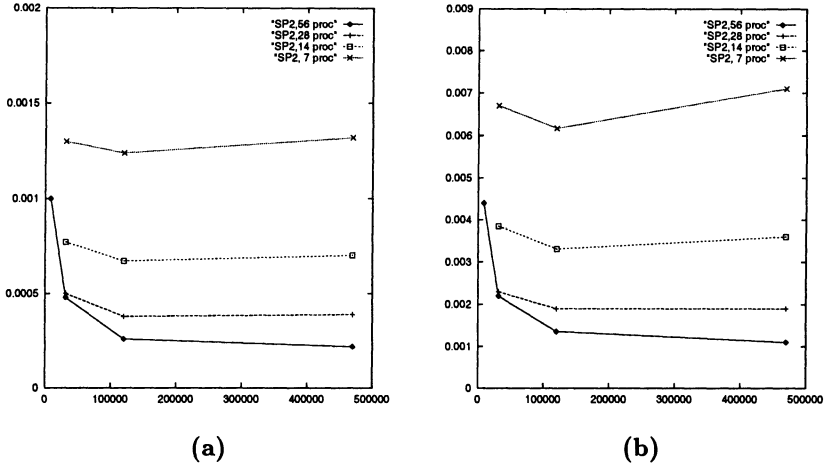 0.002
0.0015
0.001
0.0005
0
0
100000
200000
300000
400000
500000
"SP2,56 proc"
"SP2,28 proc"
"SP2,14 proc"
"SP2, 7 proc"
(a)
0.009
0.008
0.007
0.006
0.005
0.004
0.003
0.002
0.001
0
0
100000
200000
300000
400000
500000
"SP2,56 proc"
"SP2,28 proc"
"SP2,14 proc"
"SP2, 7 proc"
(b)